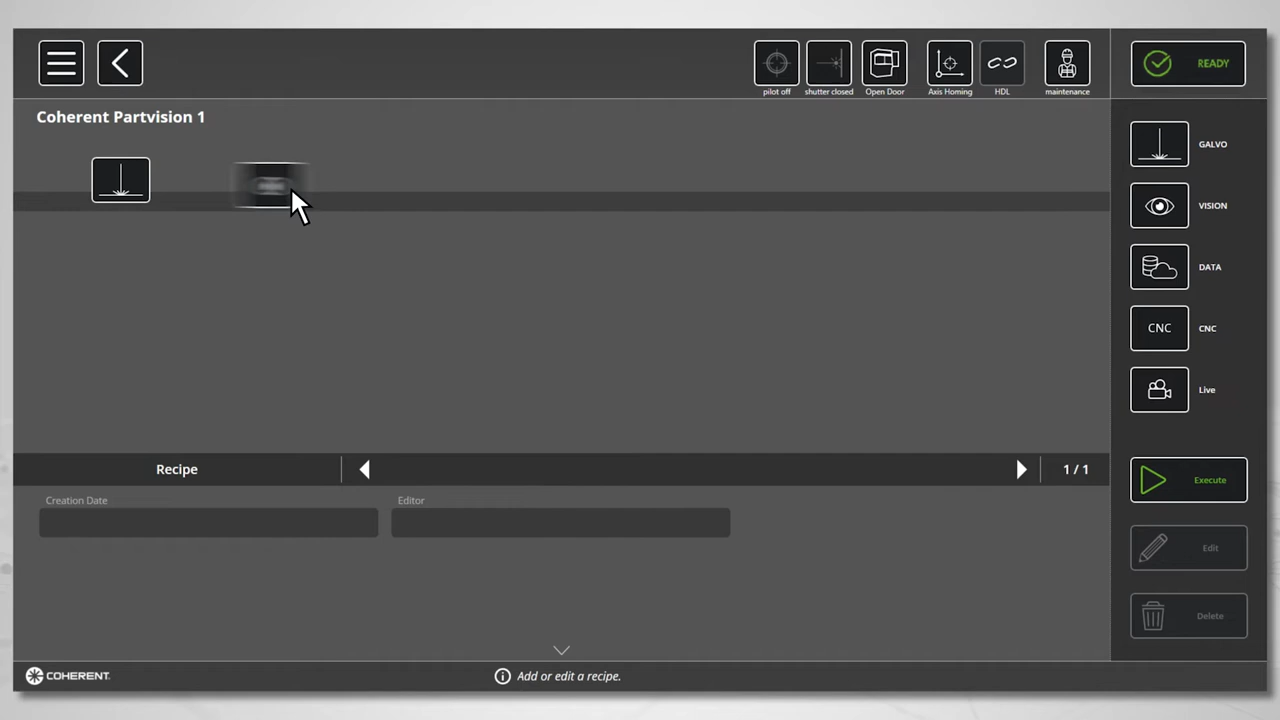 pilot off
shutter closed
Open Door
Axis Homing
HDL
maintenance
READY
Coherent Partvision 1
GALVO
VISION
DATA
CNC
CNC
Live
Recipe
1 / 1
Creation Date
Editor
Execute
Edit
Delete
COHERENT.
Add or edit a recipe.